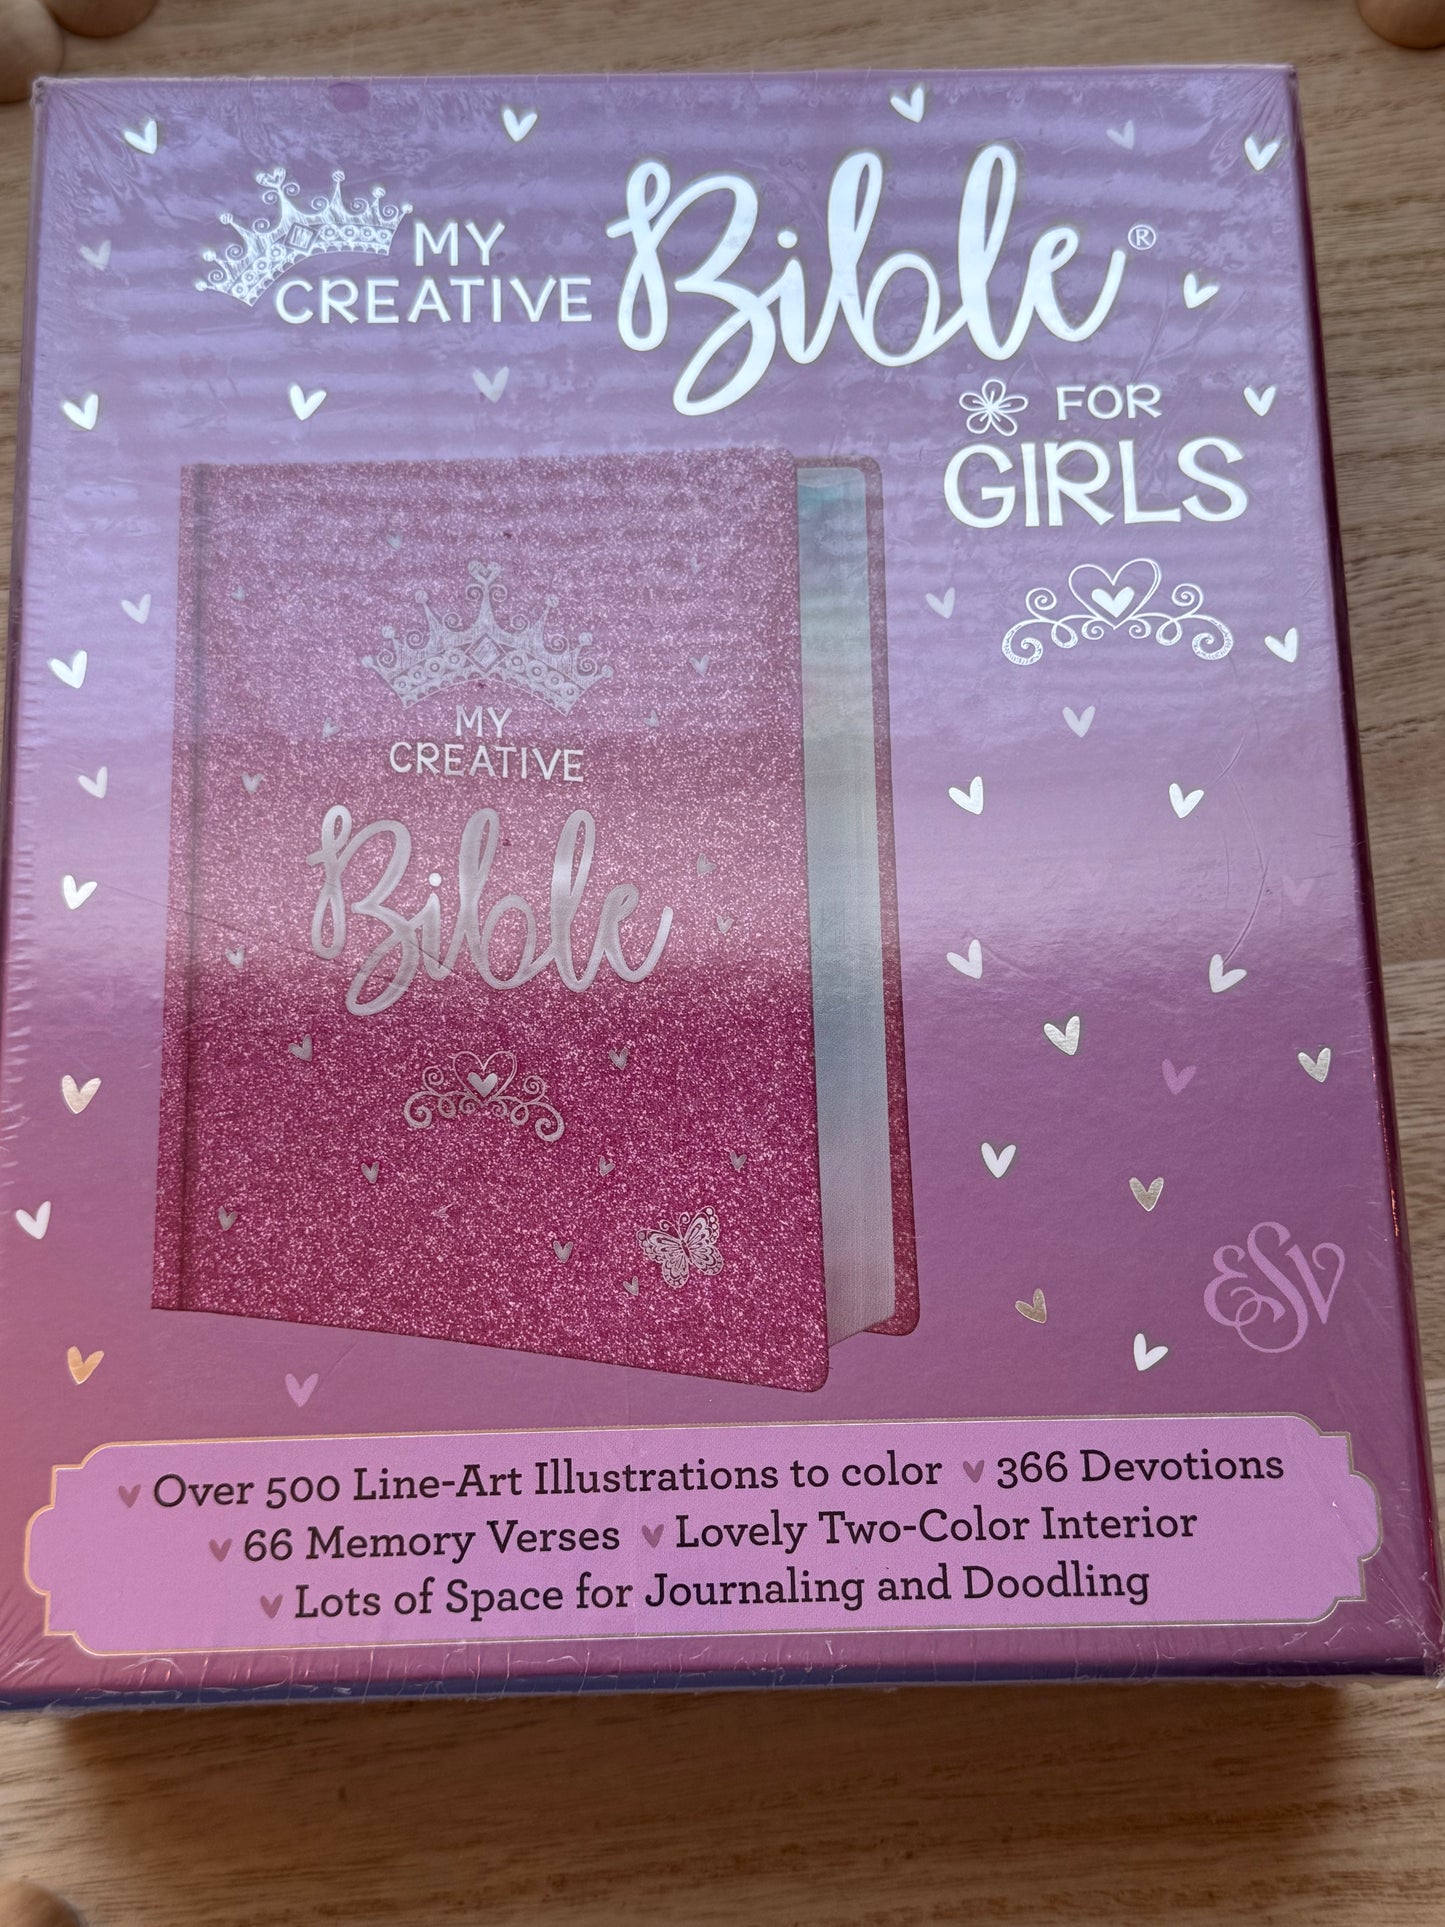 MY
CREATIVE Bible®
FOR
GIRLS
MY
CREATIVE
Bible
ESV
Over 500 Line-Art Illustrations to color 366 Devotions
66 Memory Verses Lovely Two-Color Interior
Lots of Space for Journaling and Doodling